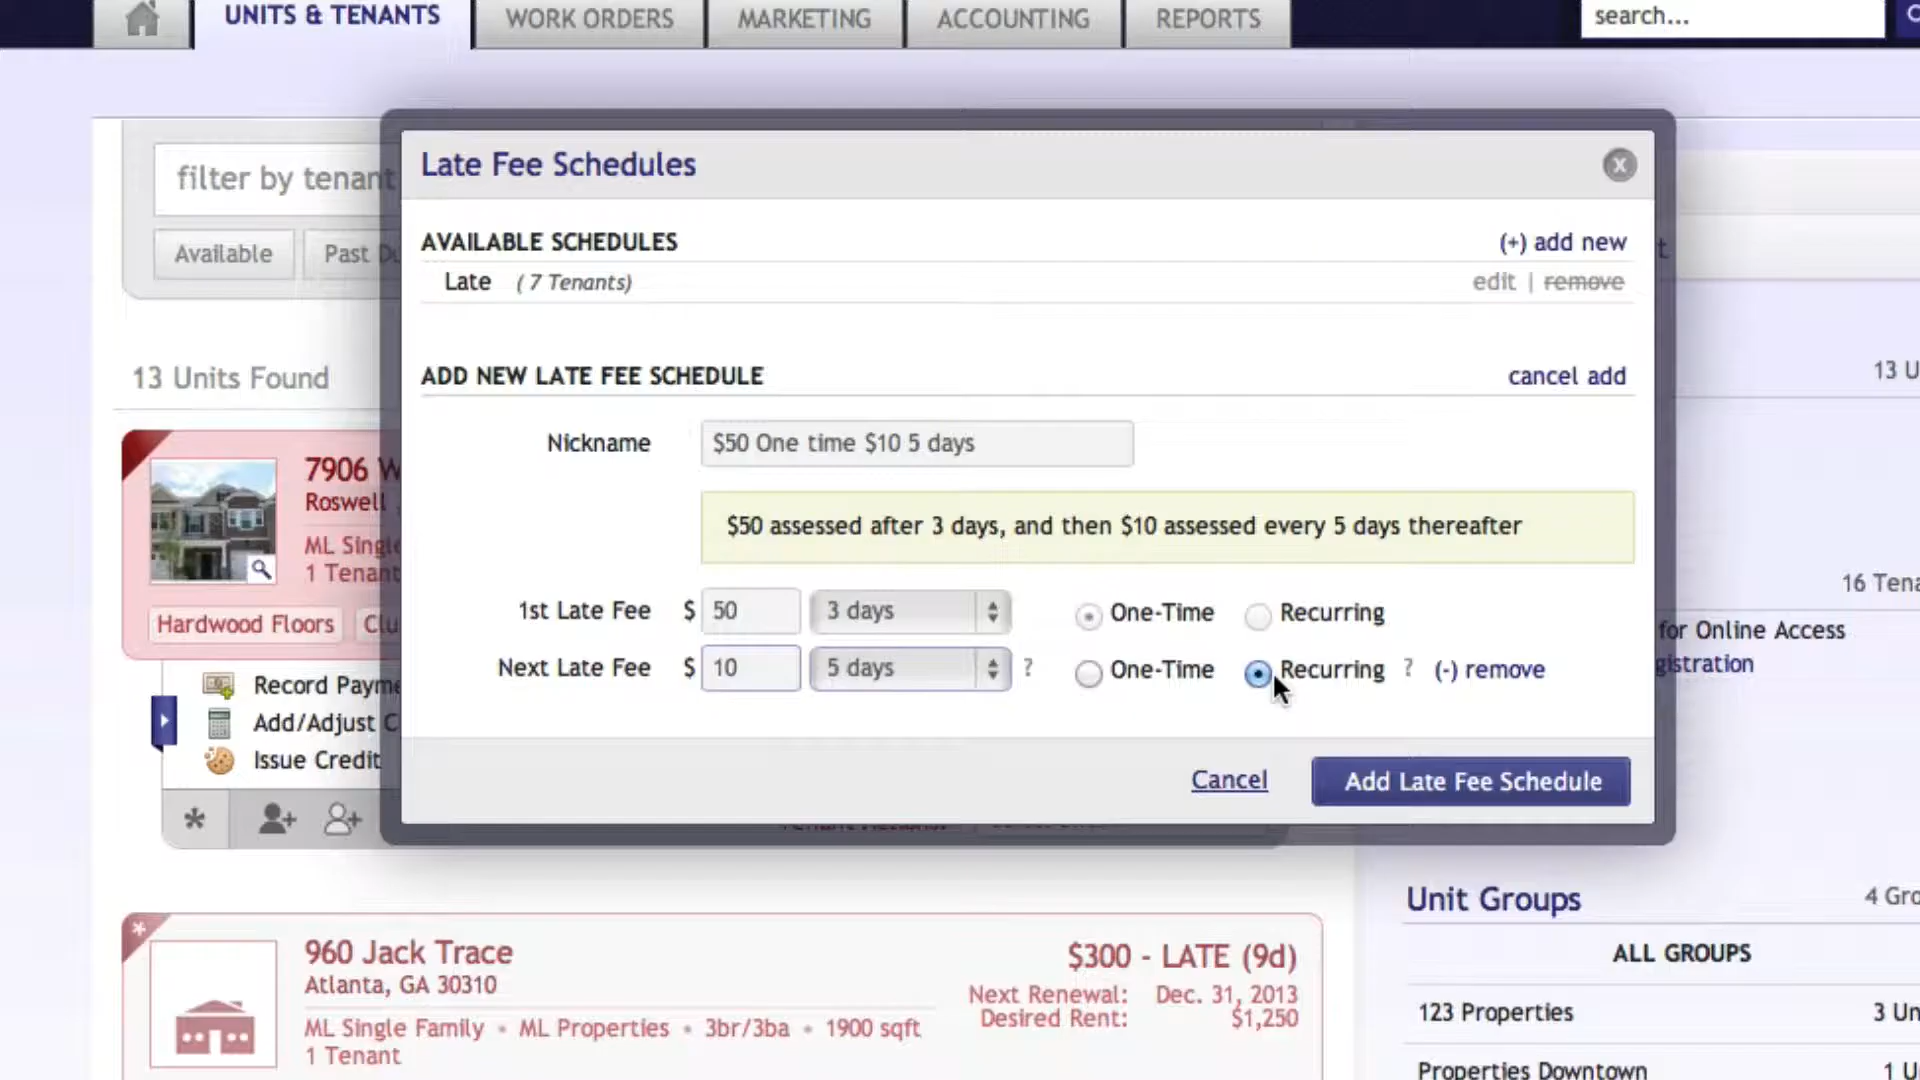 UNITS & TENANTS
WORK ORDERS
MARKETING
ACCOUNTING
REPORTS
search...
filter by tenant
Available
Past
13 Units Found
7906 W
Roswell
ML Single
1 Tenant
Hardwood Floors
Record Payme
Add/Adjust C
Issue Credit
Late Fee Schedules
x
AVAILABLE SCHEDULES
(+) add new
Late ( 7 Tenants)
edit | remove
ADD NEW LATE FEE SCHEDULE
cancel add
Nickname
$50 One time $10 5 days
$50 assessed after 3 days, and then $10 assessed every 5 days thereafter
1st Late Fee $ 50 3 days One-Time Recurring
Next Late Fee $ 10 5 days ? One-Time Recurring ? (-) remove
Cancel
Add Late Fee Schedule
13 U
16 Tena
for Online Access
gistration
960 Jack Trace
Atlanta, GA 30310
ML Single Family • ML Properties • 3br/3ba • 1900 sqft
1 Tenant
$300 - LATE (9d)
Next Renewal: Dec. 31, 2013
Desired Rent: $1,250
Unit Groups
4 Gro
ALL GROUPS
123 Properties
3 Un
Properties Downtown
1 U